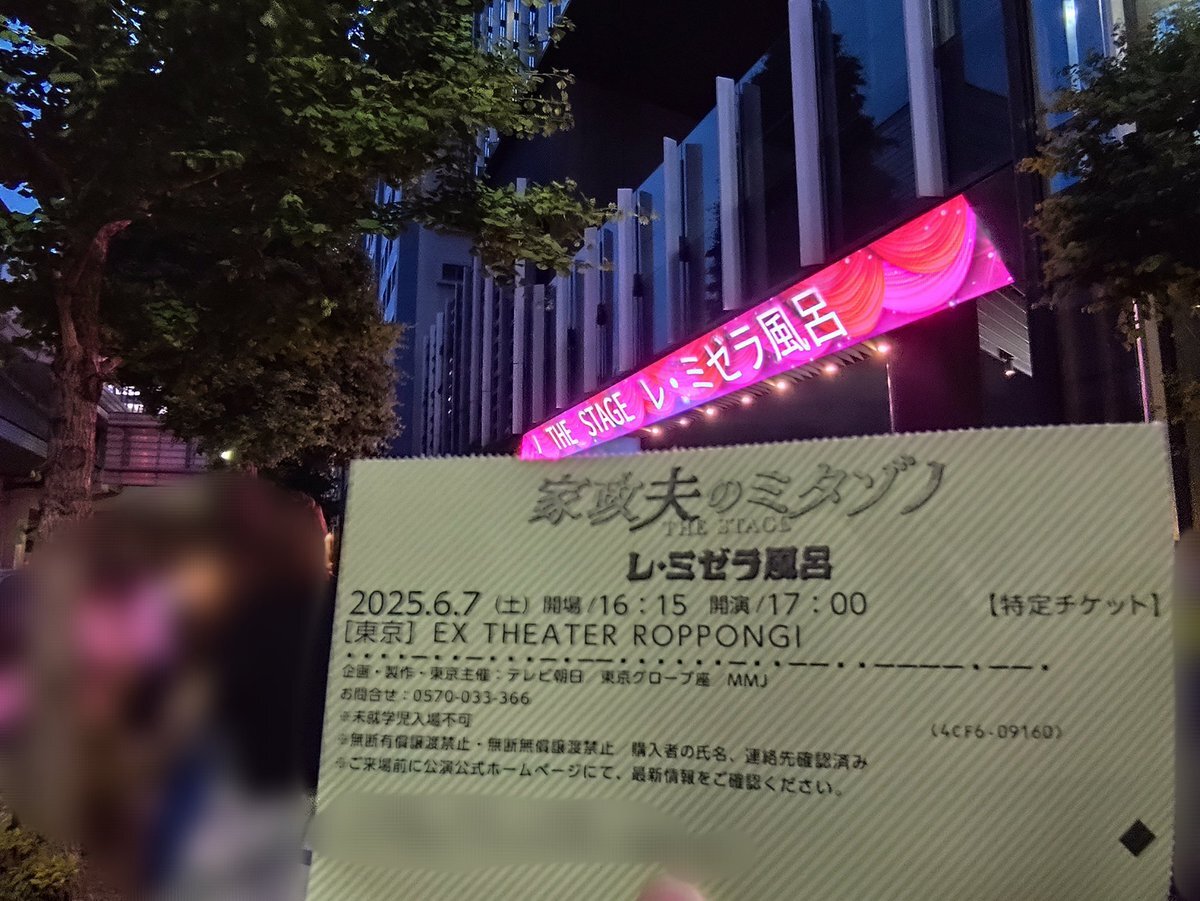 THE STAGE レ・ミゼラ風呂
家政夫のミタゾノ
THE STAGE
レ・ミゼラ風呂
2025.6.7（土）開場/16：15 開演/17：00 【特定チケット】
［東京］ EX THEATER ROPPONGI
企画・製作・東京主催：テレビ朝日／東京グローブ座／MMJ
お問合せ：0570-033-366
※未就学児入場不可
(4CF6-09160)
※無断有償譲渡禁止・無断無償譲渡禁止／購入者の氏名、連絡先確認済み
※ご来場前に公演公式ホームページにて、最新情報をご確認ください。